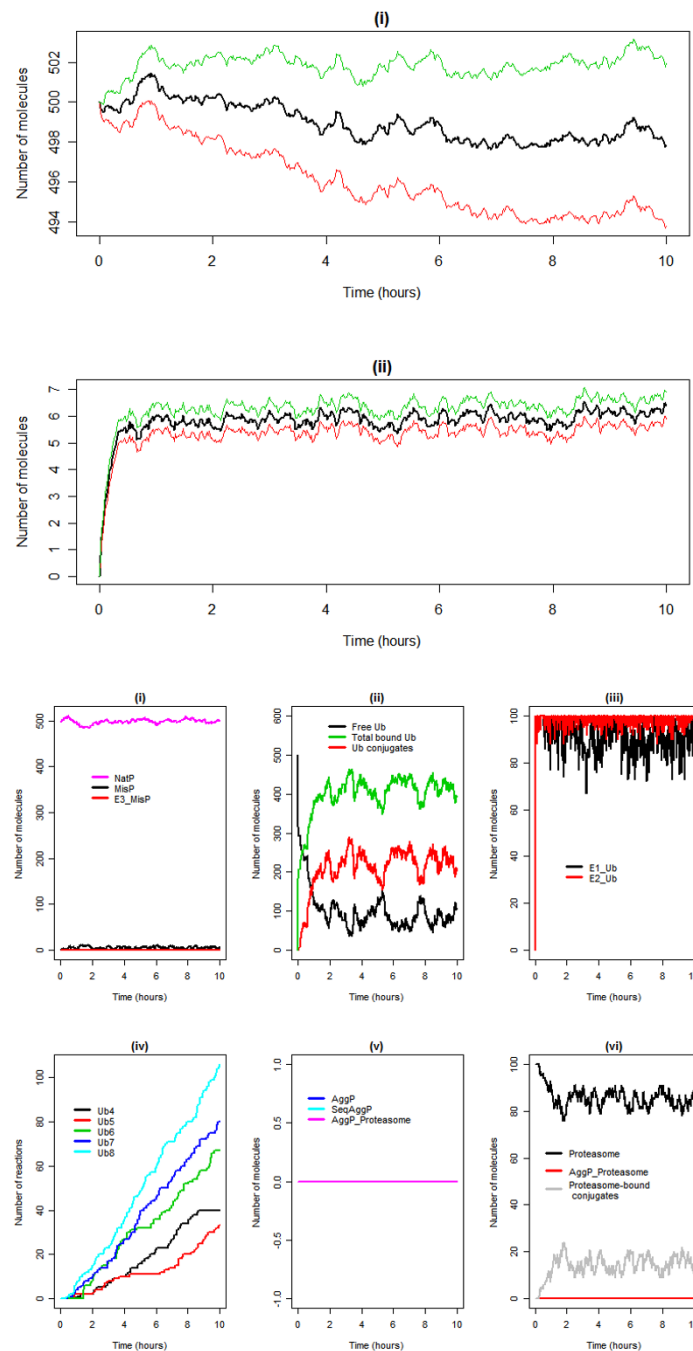 (i)
Number of molecules
502
500
498
496
494
0 2 4 6 8 10
Time (hours)
(ii)
Number of molecules
7
6
5
4
3
2
1
0
0 2 4 6 8 10
Time (hours)
(i)
Number of molecules
500
400
300
200
100
0
NatP
MisP
E3_MisP
0 2 4 6 8 10
Time (hours)
(ii)
Number of molecules
600
500
400
300
200
100
0
Free Ub
Total bound Ub
Ub conjugates
0 2 4 6 8 10
Time (hours)
(iii)
Number of molecules
100
80
60
40
20
0
E1_Ub
E2_Ub
0 2 4 6 8 10
Time (hours)
(iv)
Number of reactions
100
80
60
40
20
0
Ub4
Ub5
Ub6
Ub7
Ub8
0 2 4 6 8 10
Time (hours)
(v)
Number of molecules
1.0
0.5
0.0
-0.5
-1.0
AggP
SeqAggP
AggP_Proteasome
0 2 4 6 8 10
Time (hours)
(vi)
Number of molecules
100
80
60
40
20
0
Proteasome
AggP_Proteasome
Proteasome-bound
conjugates
0 2 4 6 8 10
Time (hours)